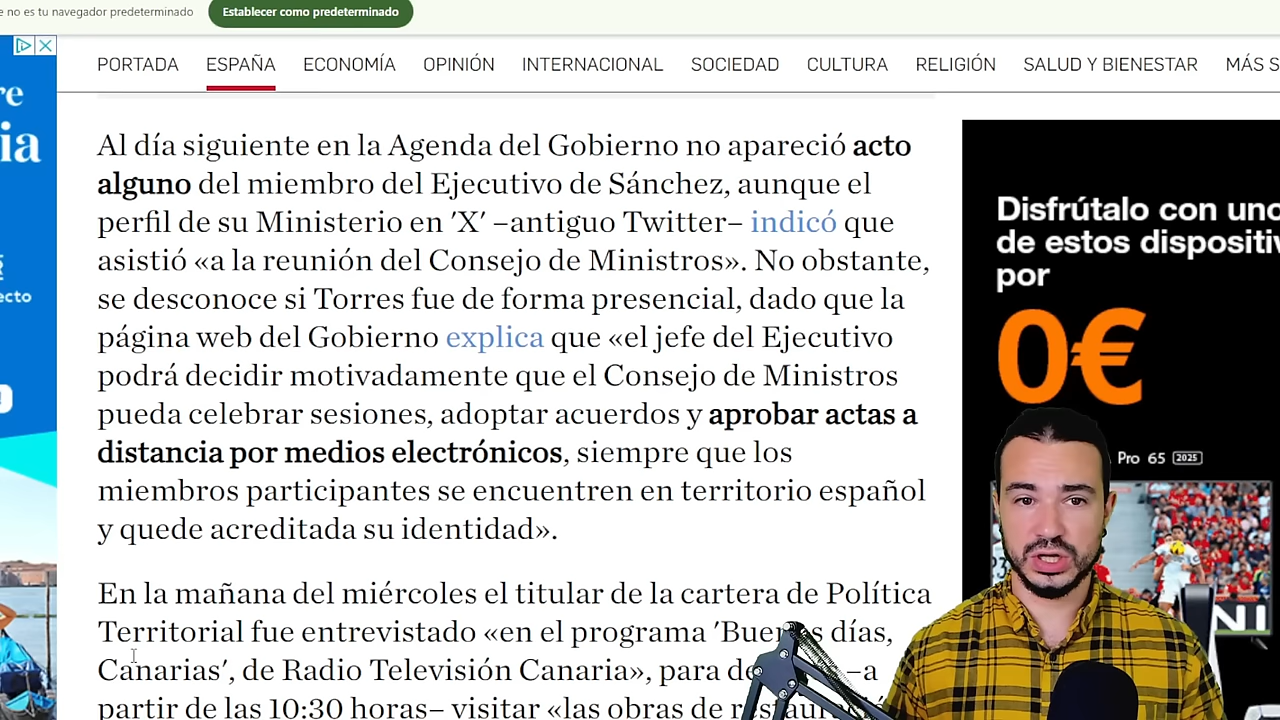 no es tu navegador predeterminado
Establecer como predeterminado
PORTADA ESPAÑA ECONOMÍA OPINIÓN INTERNACIONAL SOCIEDAD CULTURA RELIGIÓN SALUD Y BIENESTAR MÁS
Al día siguiente en la Agenda del Gobierno no apareció acto
alguno del miembro del Ejecutivo de Sánchez, aunque el
perfil de su Ministerio en 'X' –antiguo Twitter– indicó que
asistió «a la reunión del Consejo de Ministros». No obstante,
se desconoce si Torres fue de forma presencial, dado que la
página web del Gobierno explica que «el jefe del Ejecutivo
podrá decidir motivadamente que el Consejo de Ministros
pueda celebrar sesiones, adoptar acuerdos y aprobar actas a
distancia por medios electrónicos, siempre que los
miembros participantes se encuentren en territorio español
y quede acreditada su identidad».
En la mañana del miércoles el titular de la cartera de Política
Territorial fue entrevistado «en el programa 'Buenos días,
Canarias', de Radio Televisión Canaria», para –a
partir de las 10:30 horas– visitar «las obras de
Disfrútalo con uno
de estos
por
0€
Pro 65 2025